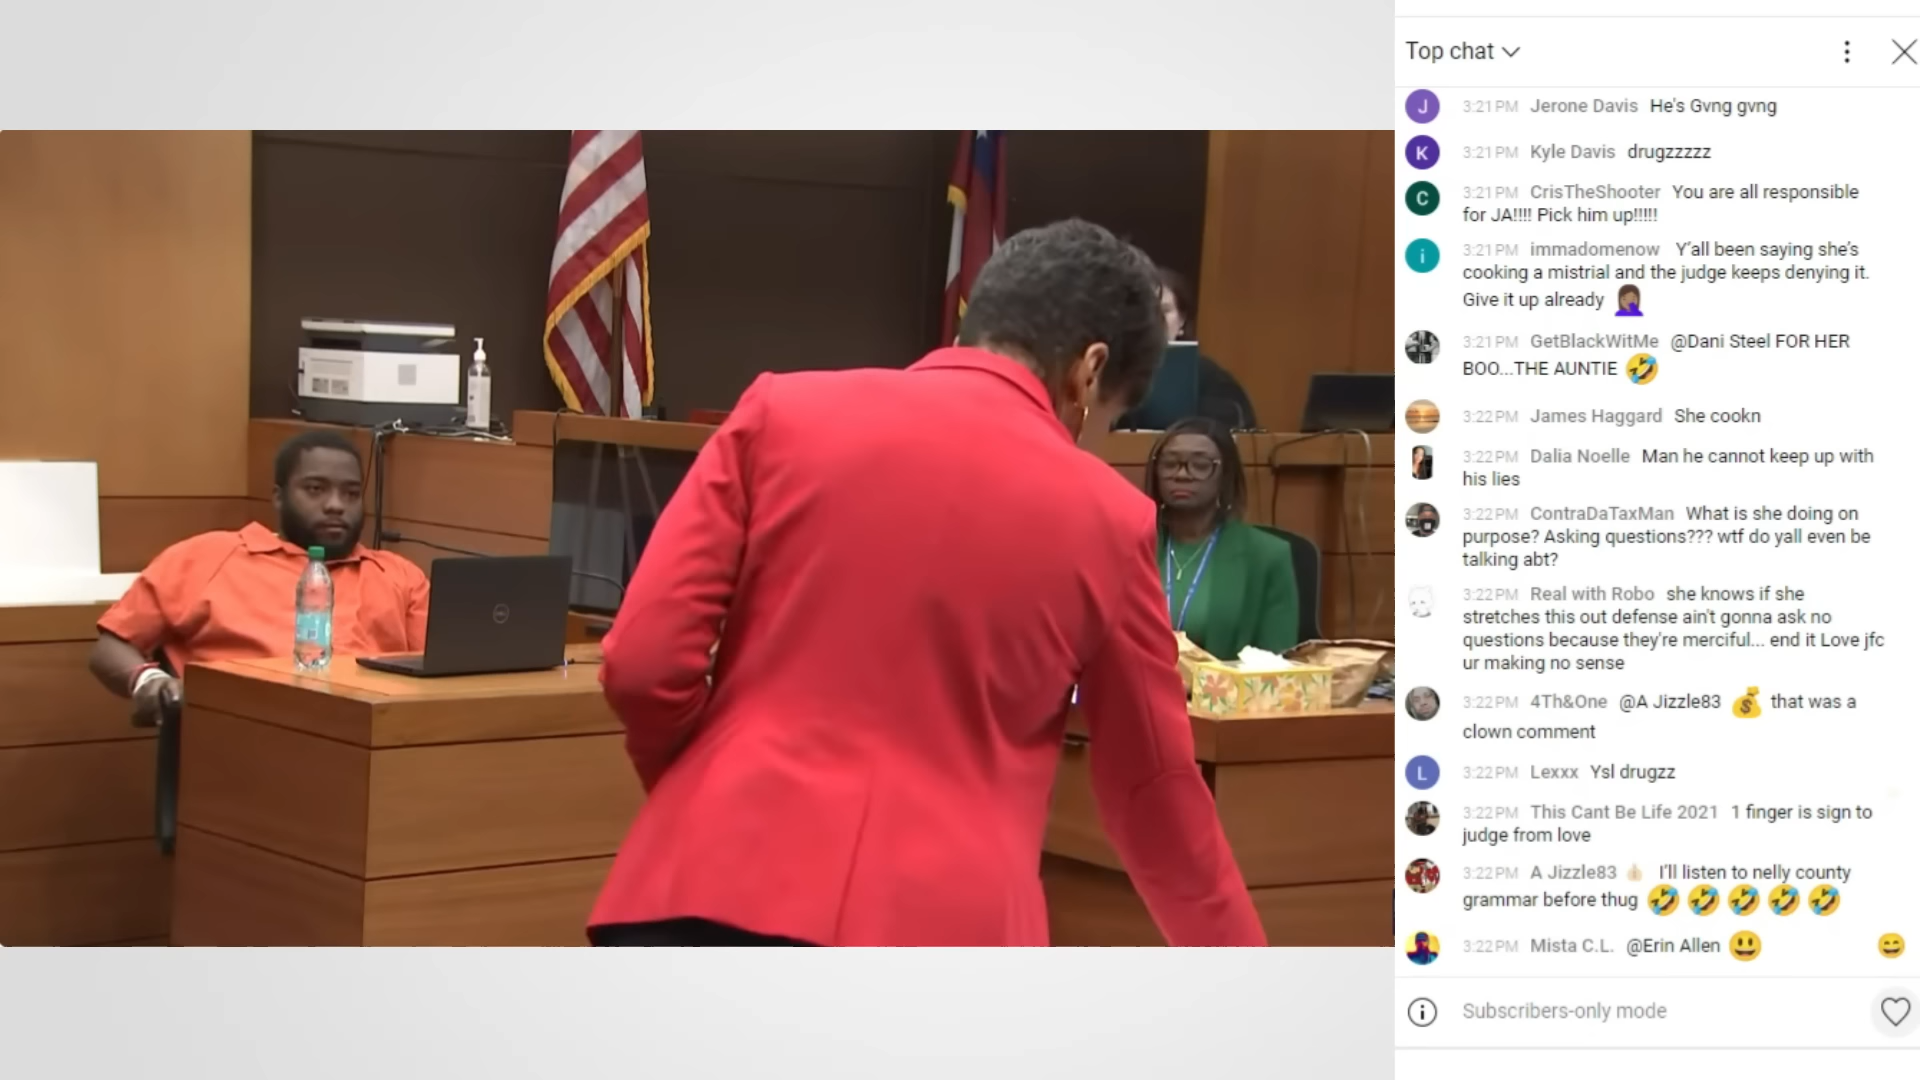 Top chat
3:21 PM Jerone Davis He's Gvng gvng
3:21 PM Kyle Davis drugzzzzz
3:21 PM CrisTheShooter You are all responsible
for JA!!!! Pick him up!!!!!
3:21 PM immadomenow Y'all been saying she's
cooking a mistrial and the judge keeps denying it.
Give it up already
3:21 PM GetBlackWitMe @Dani Steel FOR HER
BOO...THE AUNTIE
3:22 PM James Haggard She cookn
3:22 PM Dalia Noelle Man he cannot keep up with
his lies
3:22 PM ContraDaTaxMan What is she doing on
purpose? Asking questions??? wtf do yall even be
talking abt?
3:22 PM Real with Robo she knows if she
stretches this out defense ain't gonna ask no
questions because they're merciful... end it Love jfc
ur making no sense
3:22 PM 4Th&One @A Jizzle83 that was a
clown comment
3:22 PM Lexxx Ysl drugzz
3:22 PM This Cant Be Life 2021 1 finger is sign to
judge from love
3:22 PM A Jizzle83 I'll listen to nelly county
grammar before thug
3:22 PM Mista C.L. @Erin Allen
Subscribers-only mode
J
K
C
i
L
DELL